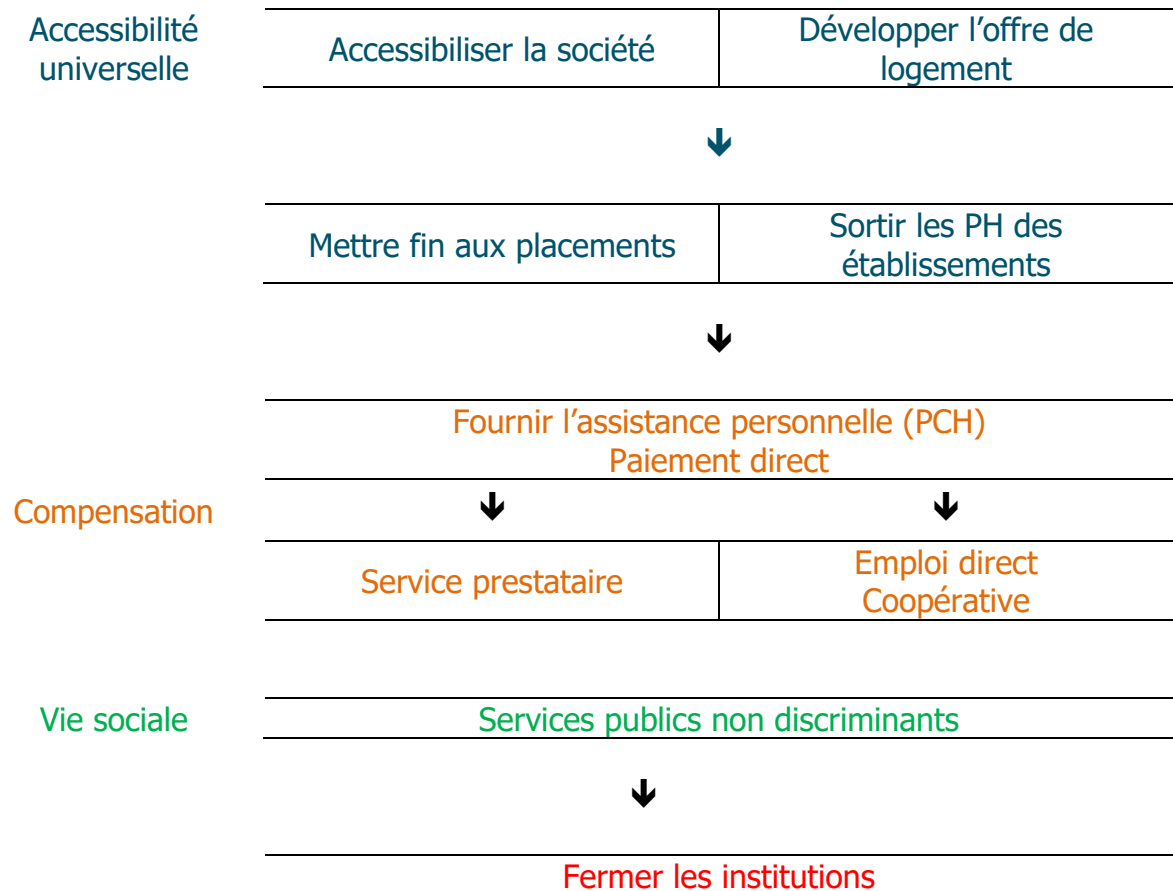 Accessibilité
universelle
Accessibiliser la société
Développer l’offre de
logement
Mettre fin aux placements
Sortir les PH des
établissements
Fournir l’assistance personnelle (PCH)
Paiement direct
Compensation
Service prestataire
Emploi direct
Coopérative
Vie sociale
Services publics non discriminants
Fermer les institutions